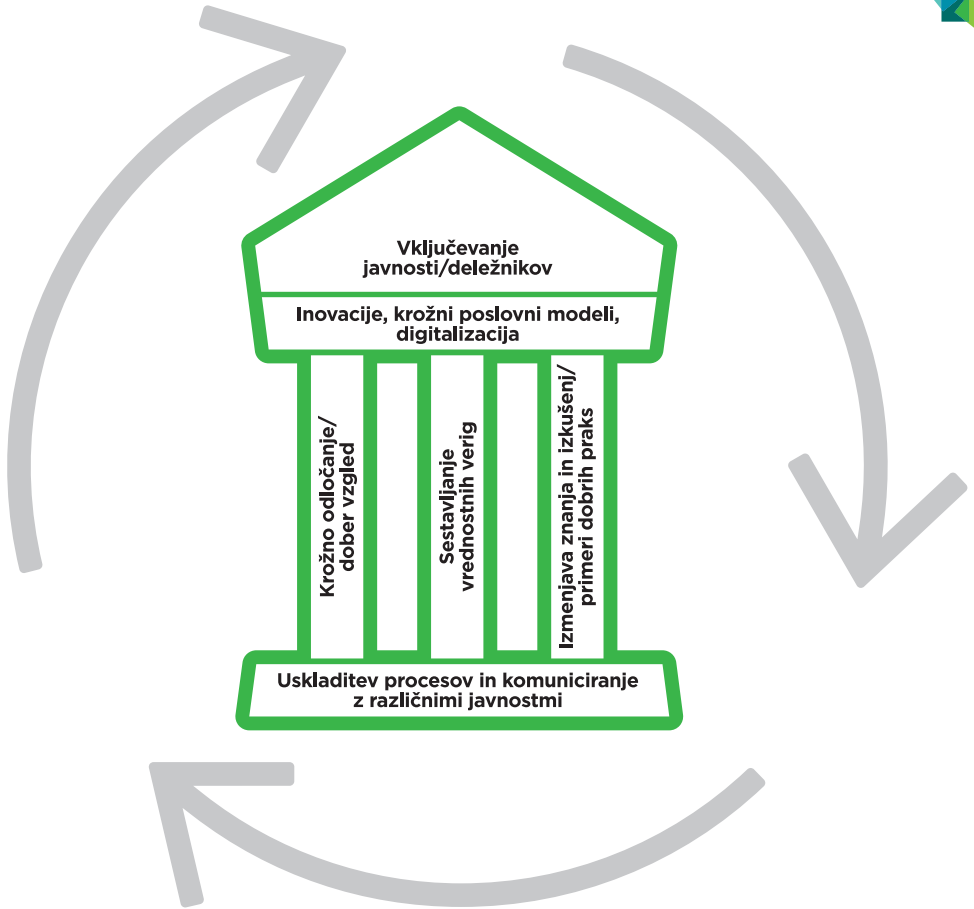 Vključevanje
javnosti/deležnikov
Inovacije, krožni poslovni modeli,
digitalizacija
Krožno odločanje/
dober vzgled
Sestavljanje
vrednostnih verig
Izmenjava znanja in izkušenj/
primeri dobrih praks
Uskladitev procesov in komuniciranje
z različnimi javnostmi